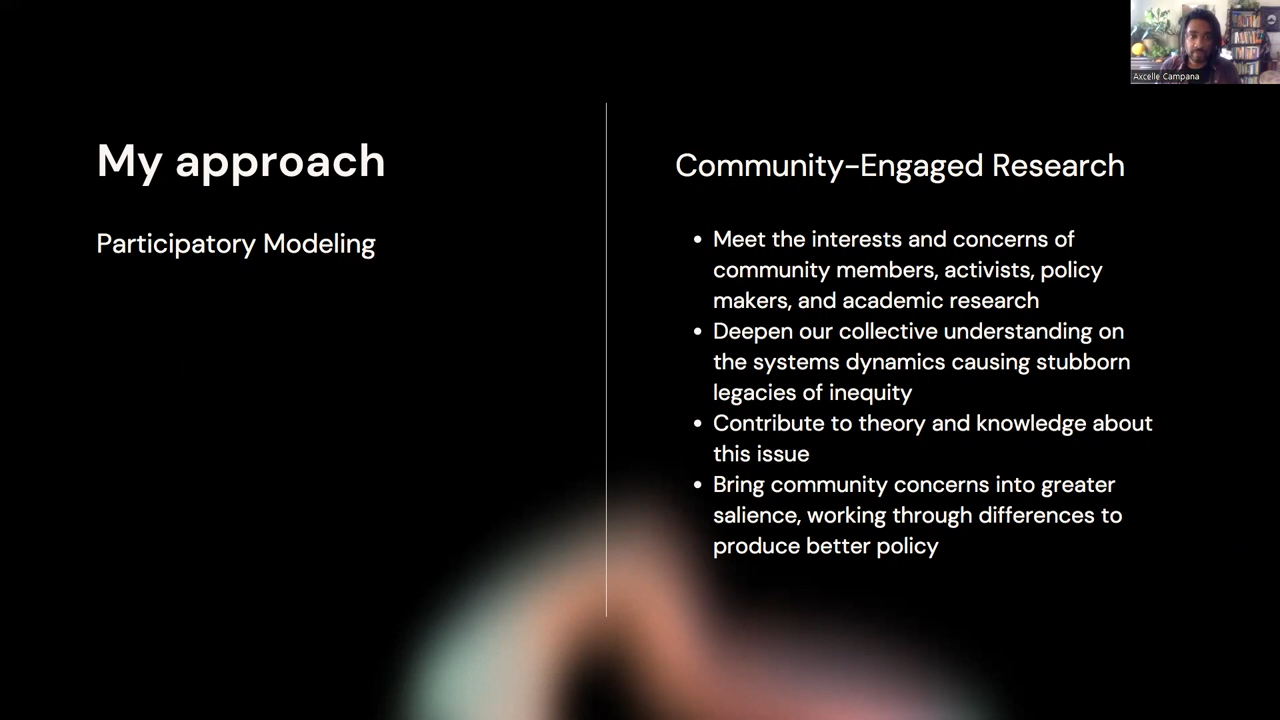 Axcelle Campana
My approach
Participatory Modeling
Community-Engaged Research
• Meet the interests and concerns of
community members, activists, policy
makers, and academic research
• Deepen our collective understanding on
the systems dynamics causing stubborn
legacies of inequity
• Contribute to theory and knowledge about
this issue
• Bring community concerns into greater
salience, working through differences to
produce better policy